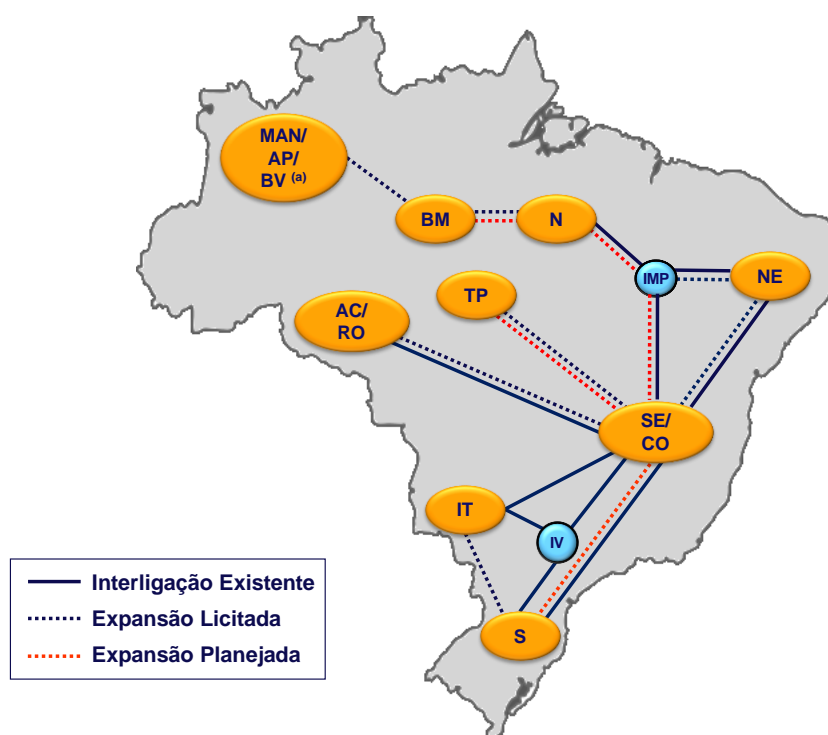 MAN/
AP/
BV (a)
BM
N
IMP
NE
TP
AC/
RO
SE/
CO
IT
IV
S
Interligação Existente
Expansão Licitada
Expansão Planejada